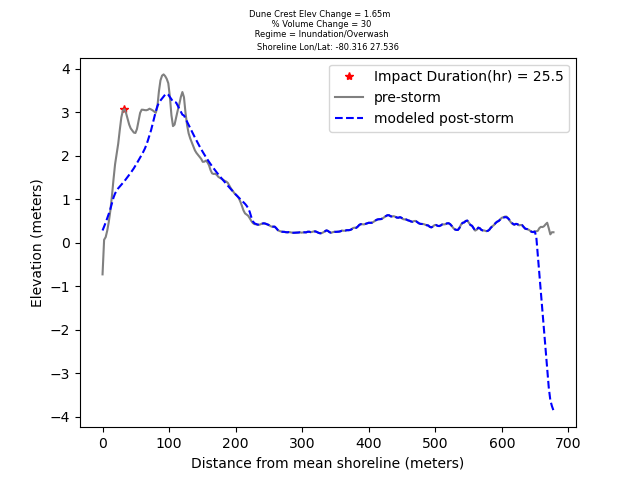 Dune Crest Elev Change = 1.65m
% Volume Change = 30
Regime = Inundation/Overwash
Shoreline Lon/Lat: -80.316 27.536
Impact Duration(hr) = 25.5
pre-storm
modeled post-storm
Elevation (meters)
4
3
2
1
0
−1
−2
−3
−4
0 100 200 300 400 500 600 700
Distance from mean shoreline (meters)